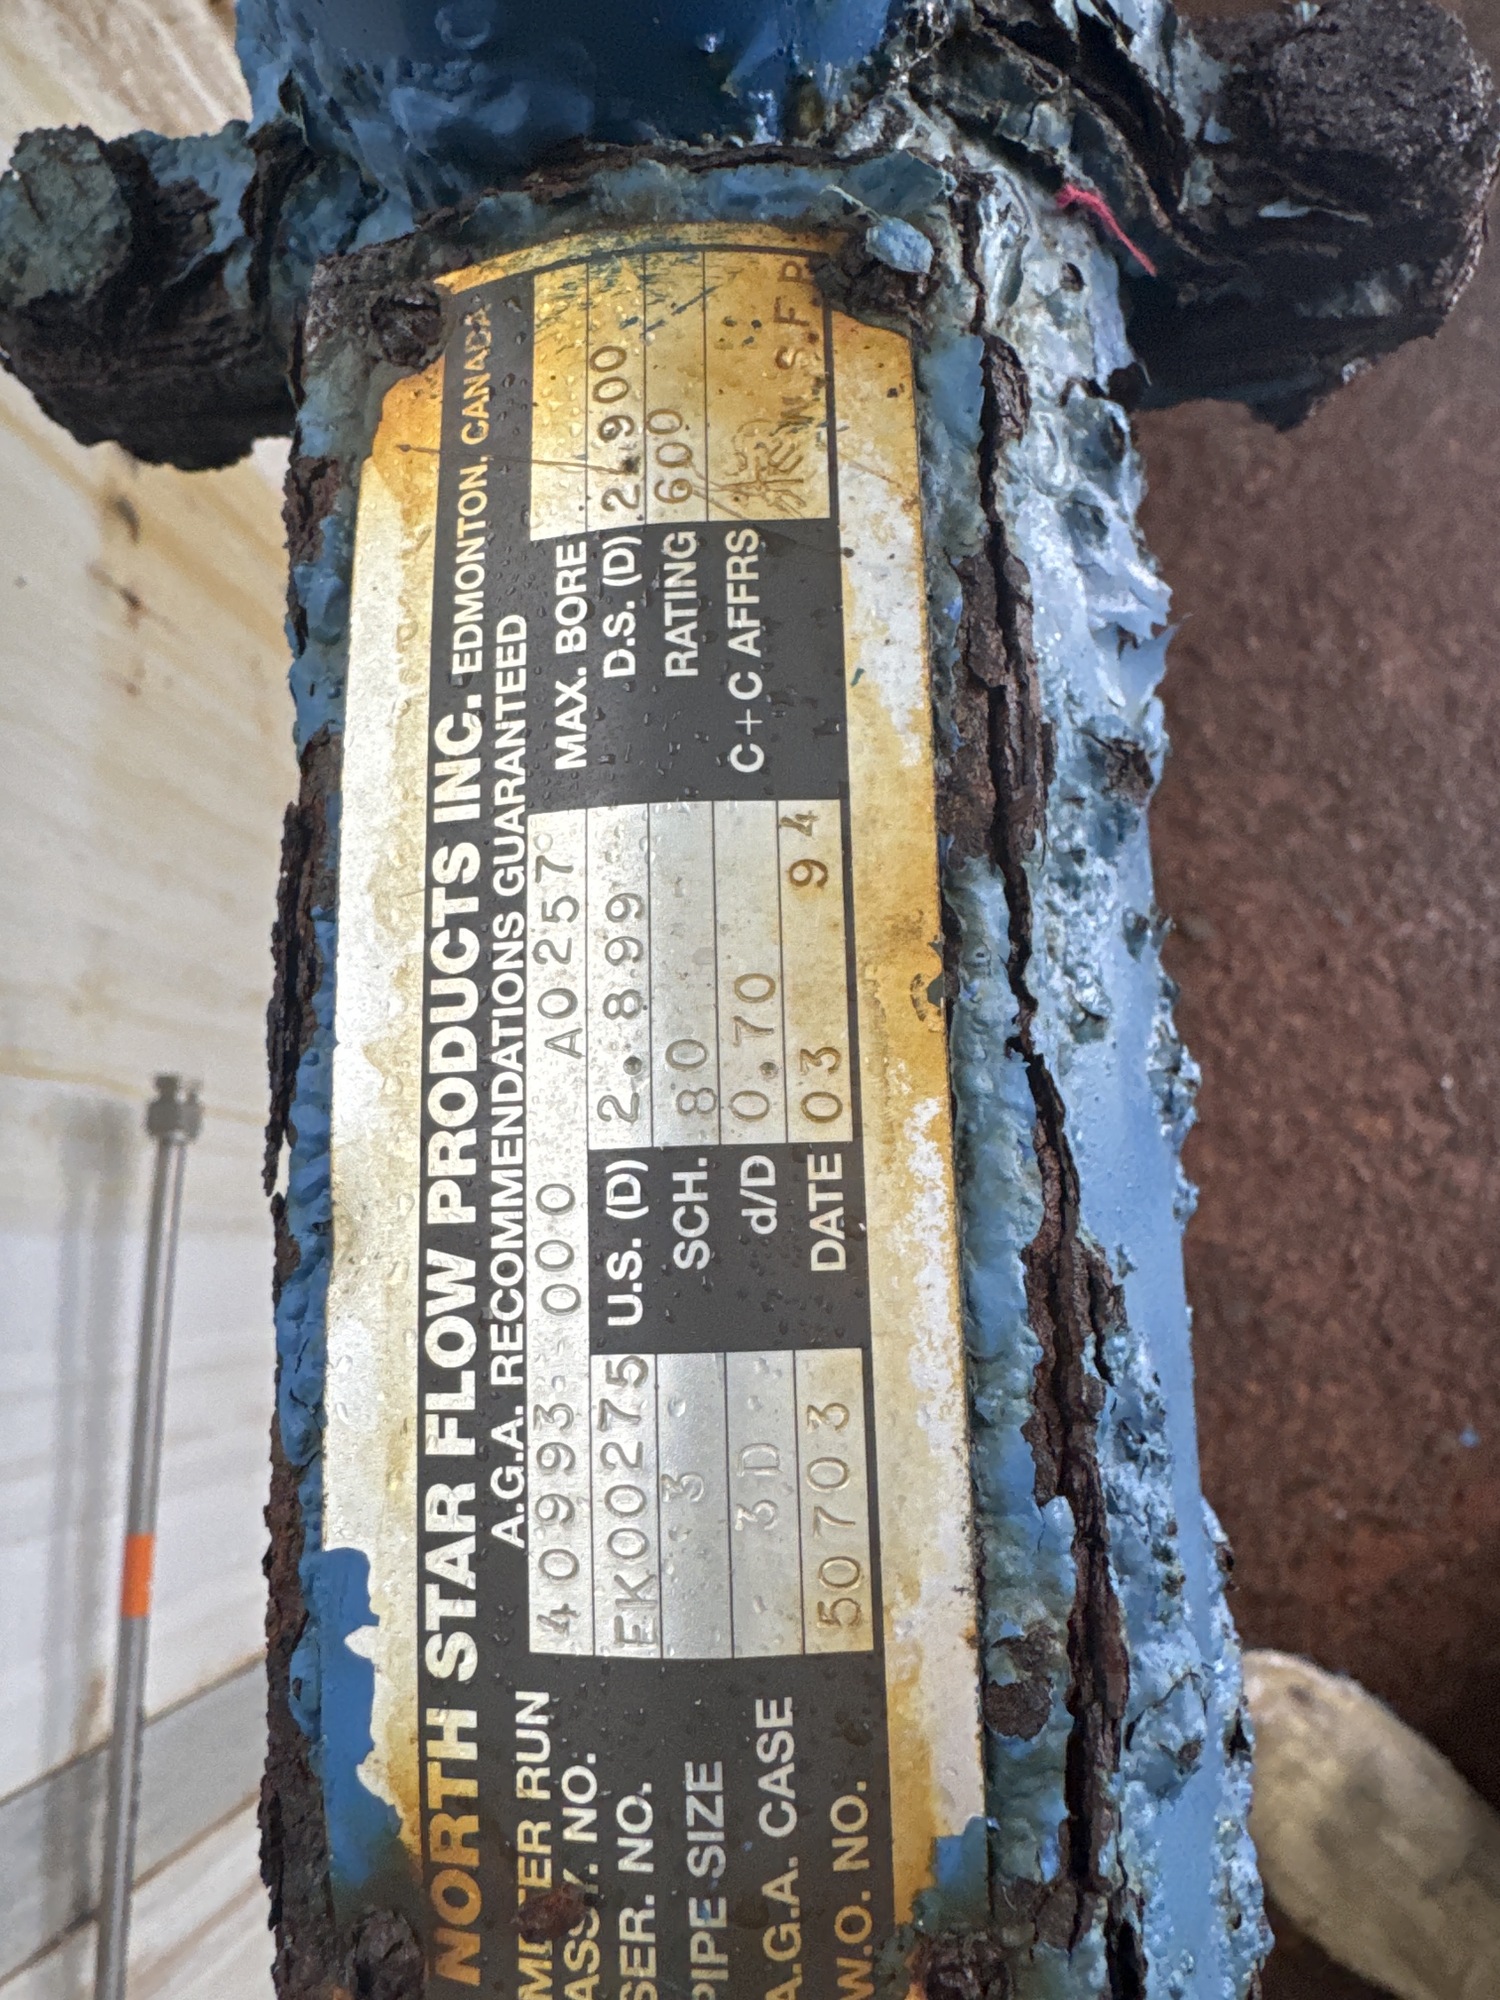 NORTH STAR FLOW PRODUCTS INC. EDMONTON, CANADA
A.G.A. RECOMMENDATIONS GUARANTEED
METER RUN
ASSY. NO. 40993-000 A0257 MAX. BORE
SER. NO. EK00275 U.S. (D) 2.899 D.S. (D) 2.900
PIPE SIZE 3 SCH. 80 RATING 600
A.G.A. CASE 3D d/D 0.70 C+C AFFRS
W.O. NO. 50703 DATE 03 94 N.S.F.P